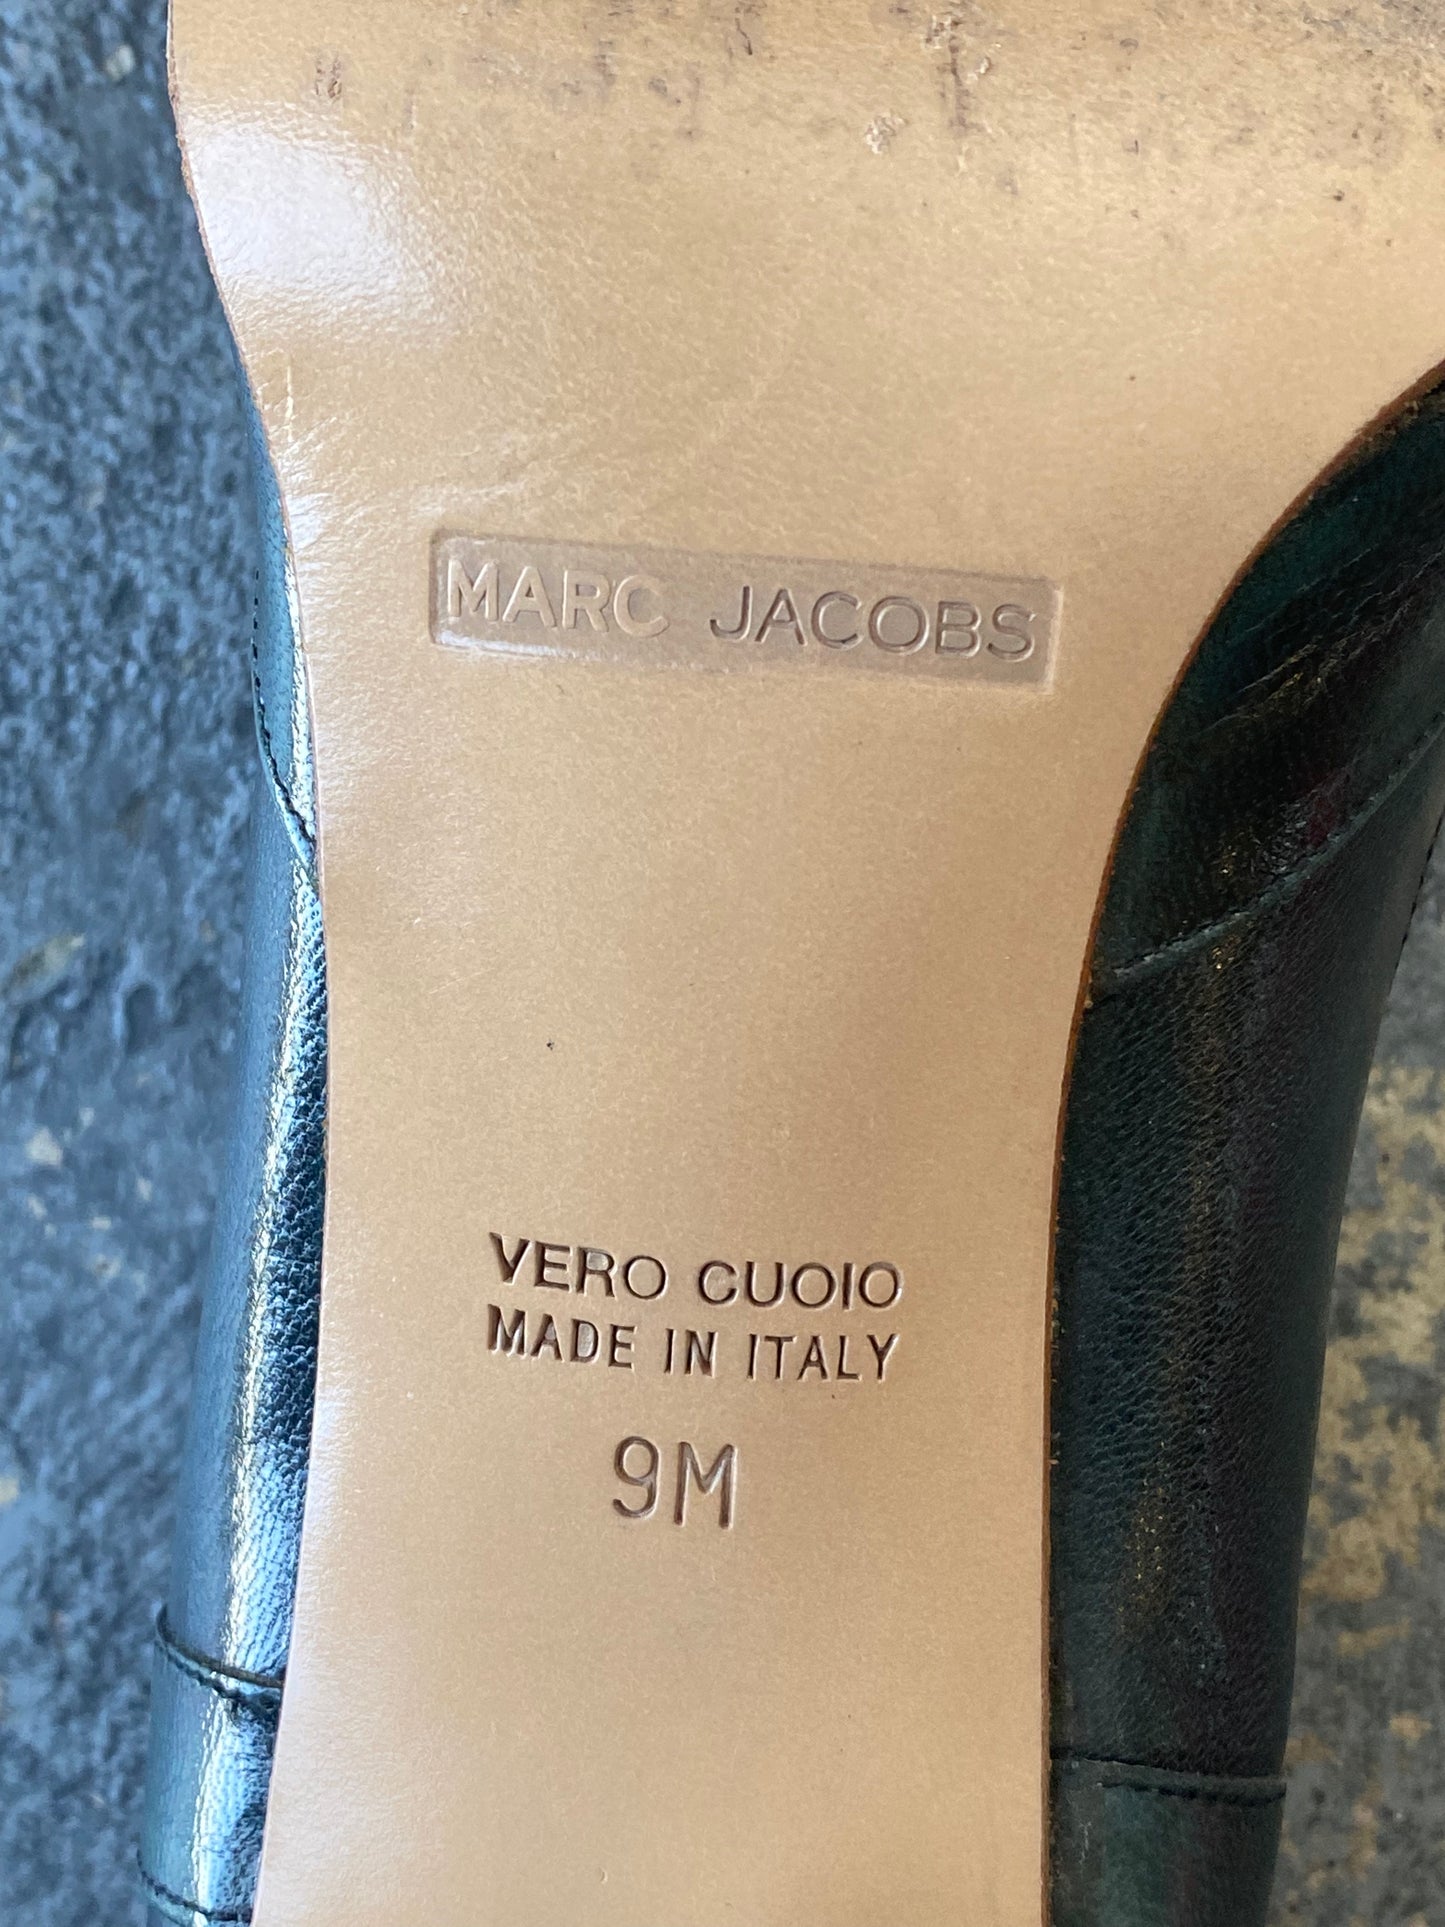 MARC JACOBS
VERO CUOIO
MADE IN ITALY
9M